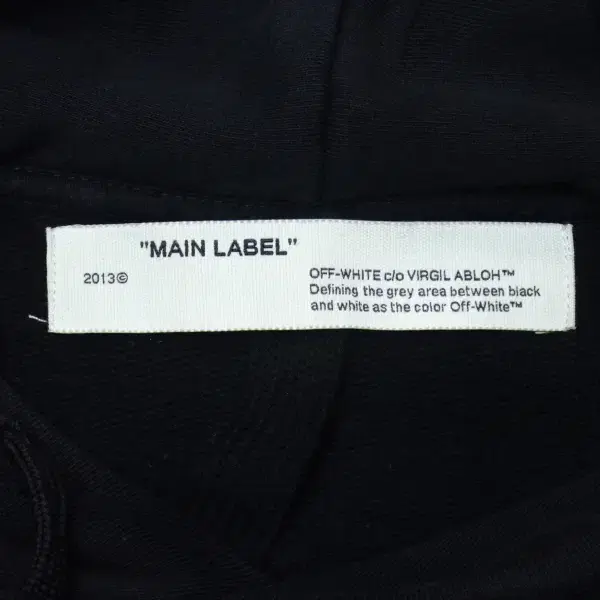 "MAIN LABEL"
2013©
OFF-WHITE c/o VIRGIL ABLOH™
Defining the grey area between black
and white as the color Off-White™